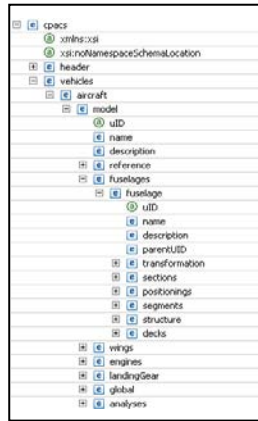 cpacs
xmlns:xsi
xsi:noNamespaceSchemaLocation
header
vehicles
aircraft
model
uID
name
description
reference
fuselages
fuselage
uID
name
description
parentUID
transformation
sections
positionings
segments
structure
decks
wings
engines
landingGear
global
analyses